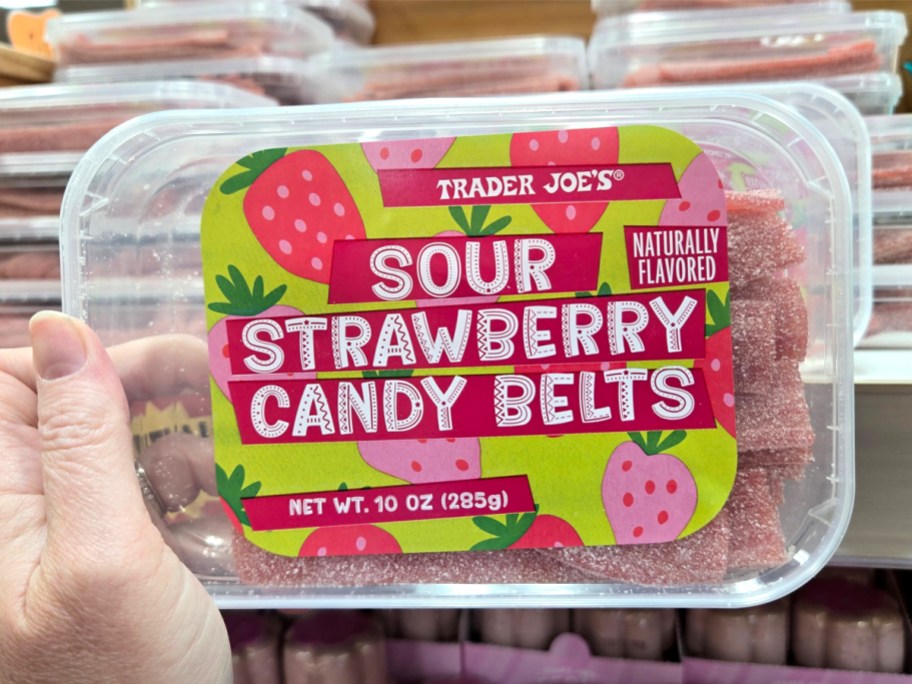 TRADER JOE'S®
SOUR
NATURALLY
FLAVORED
STRAWBERRY
CANDY BELTS
NET WT. 10 OZ (285g)